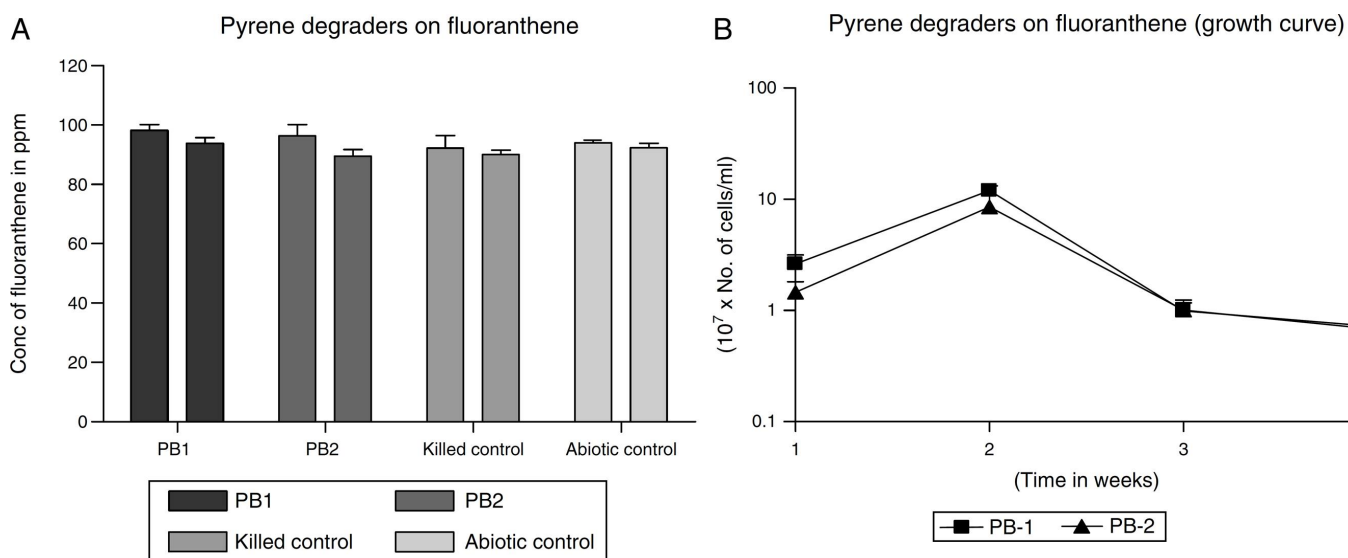 A
Pyrene degraders on fluoranthene
Conc of fluoranthene in ppm
120
100
80
60
40
20
0
PB1
PB2
Killed control
Abiotic control
PB1
PB2
Killed control
Abiotic control
B
Pyrene degraders on fluoranthene (growth curve)
(10⁷ x No. of cells/ml)
100
10
1
0.1
1
2
3
(Time in weeks)
PB-1
PB-2